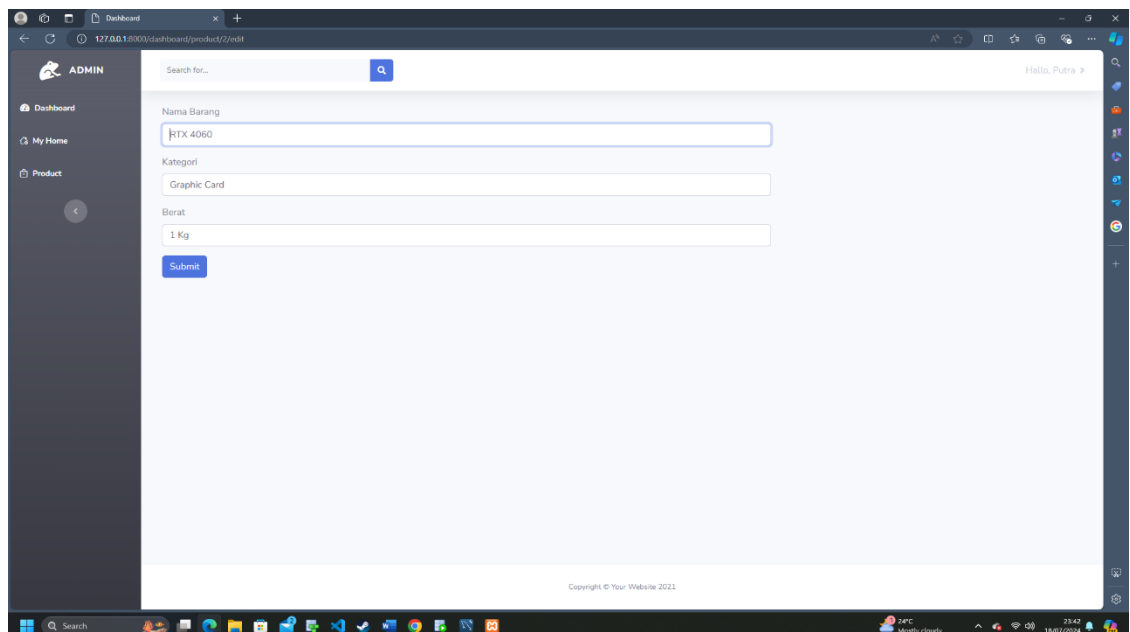 Dashboard
127.0.0.1:8000/dashboard/product/2/edit
ADMIN
Search for...
Hallo, Putra
Dashboard
My Home
Product
Nama Barang
RTX 4060
Kategori
Graphic Card
Berat
1 Kg
Submit
Copyright © Your Website 2021
Search
24°C
Mostly cloudy
23:42
18/07/2024